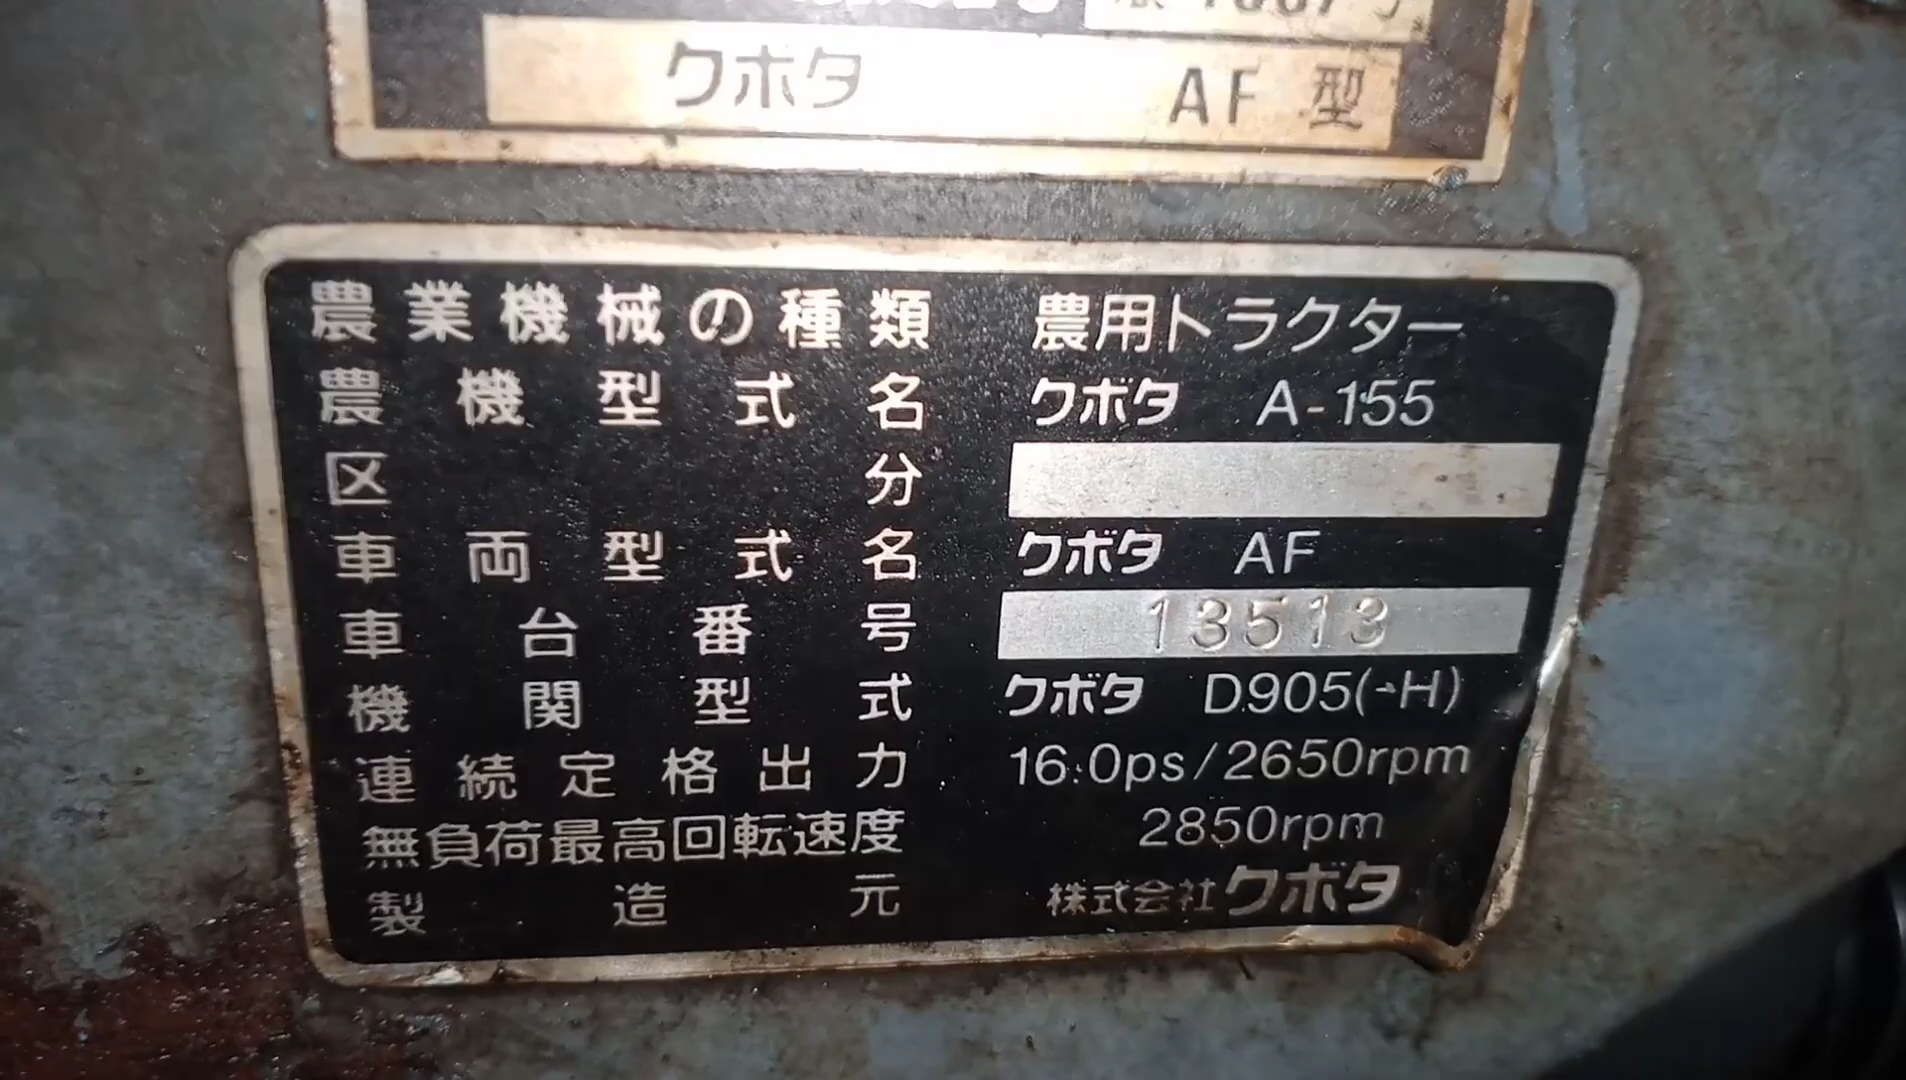 クボタ AF 型
農業機械の種類 農用トラクター
農機型式名 クボタ A-155
区分
車両型式名 クボタ AF
車台番号 13513
機関型式 クボタ D905(-H)
連続定格出力 16.0ps/2650rpm
無負荷最高回転速度 2850rpm
製造元 株式会社クボタ